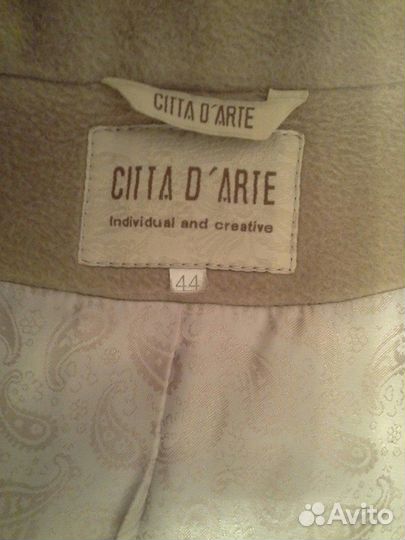 CITTA D'ARTE
CITTA D´ARTE
Individual and creative
44
Avito